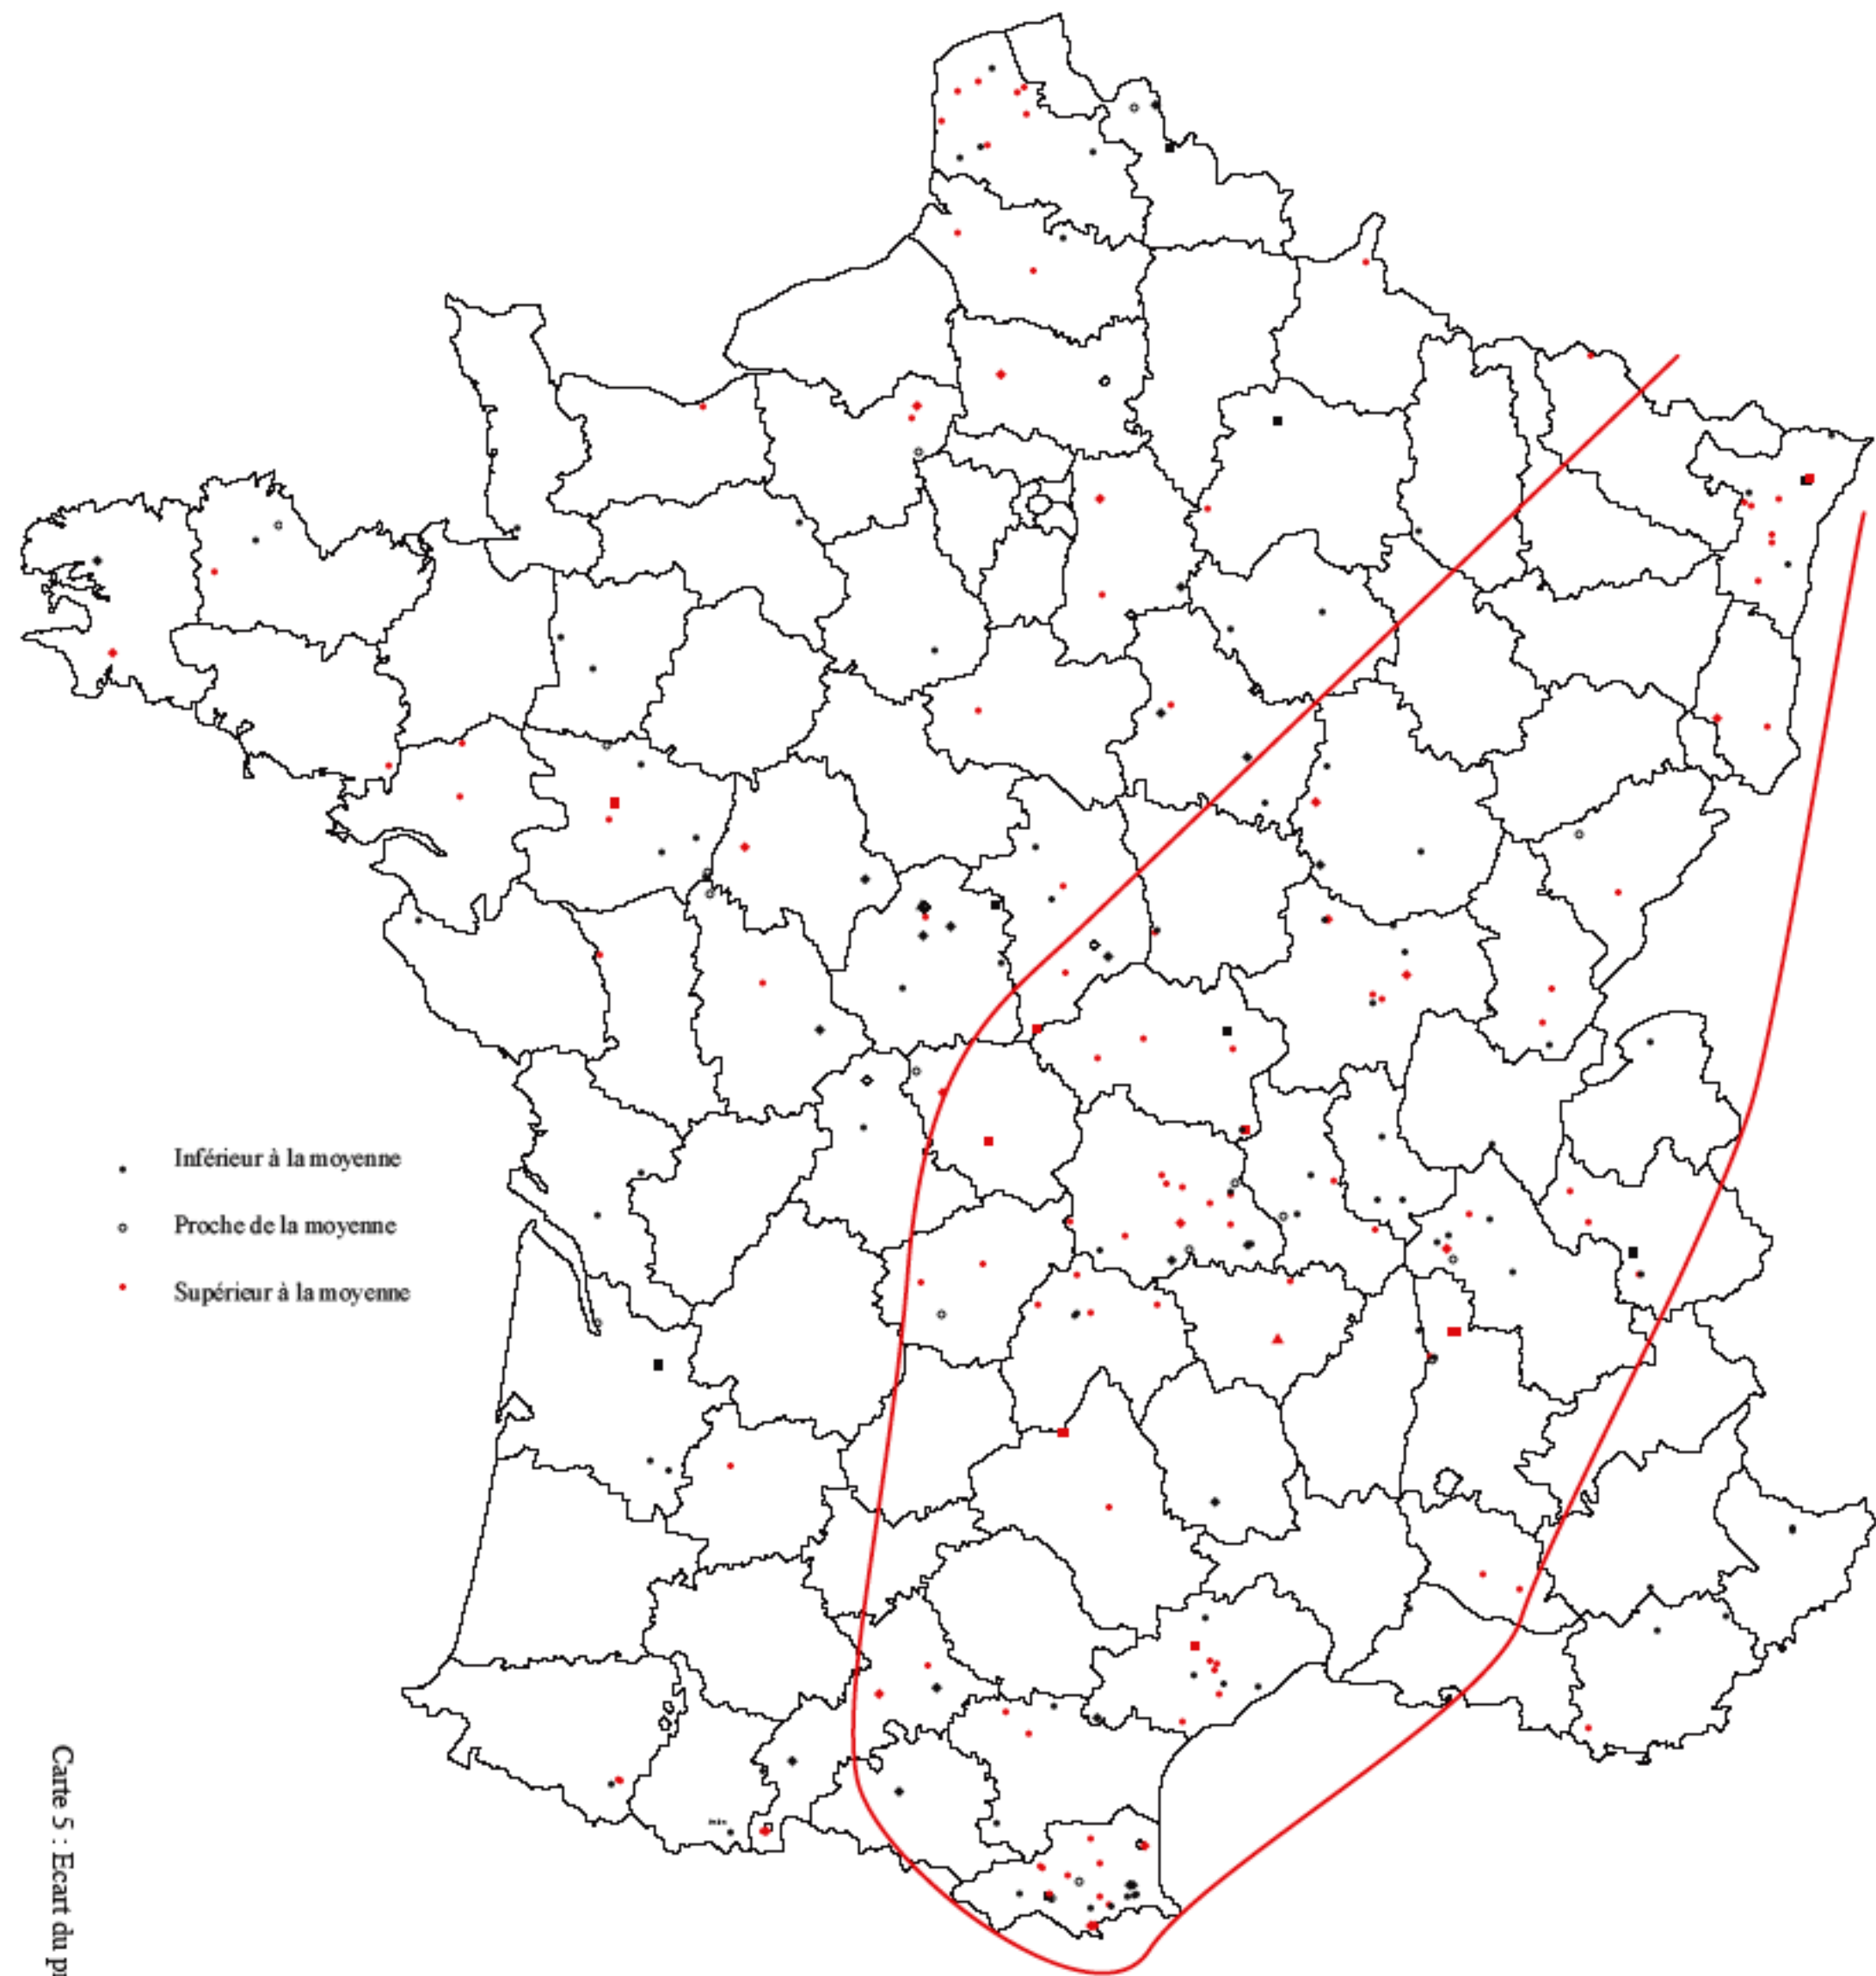 Inférieur à la moyenne
Proche de la moyenne
Supérieur à la moyenne
Carte 5 : Ecart du